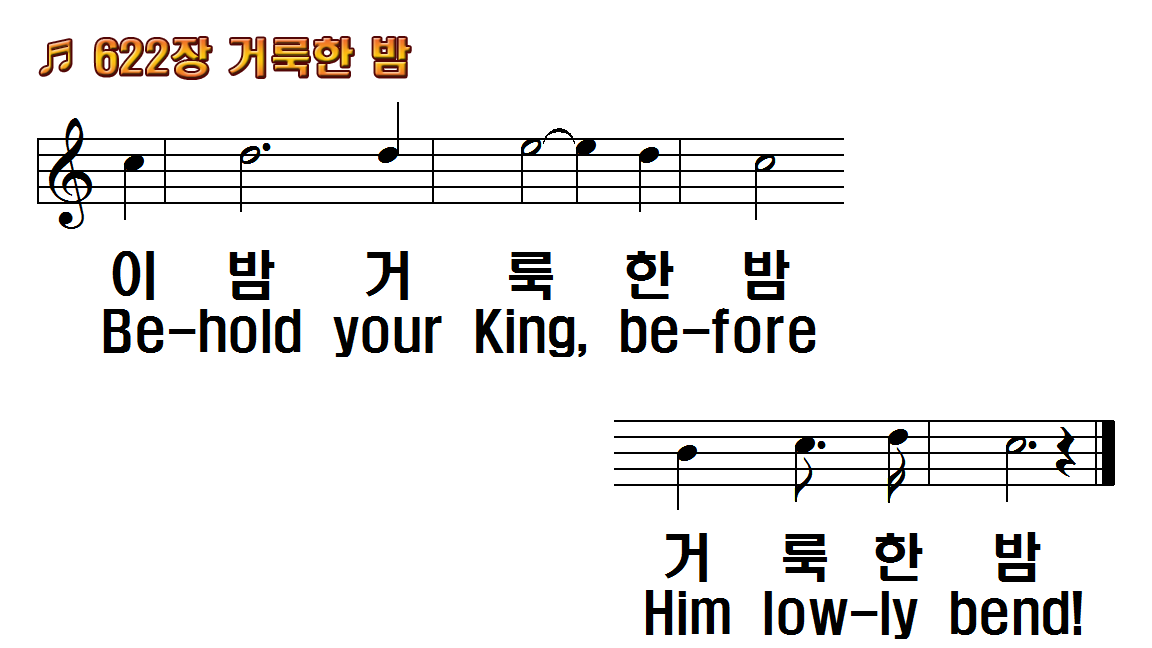 622장 거룩한 밤
이 밤 거 룩 한 밤
Be-hold your King, be-fore
거 룩 한 밤
Him low-ly bend!